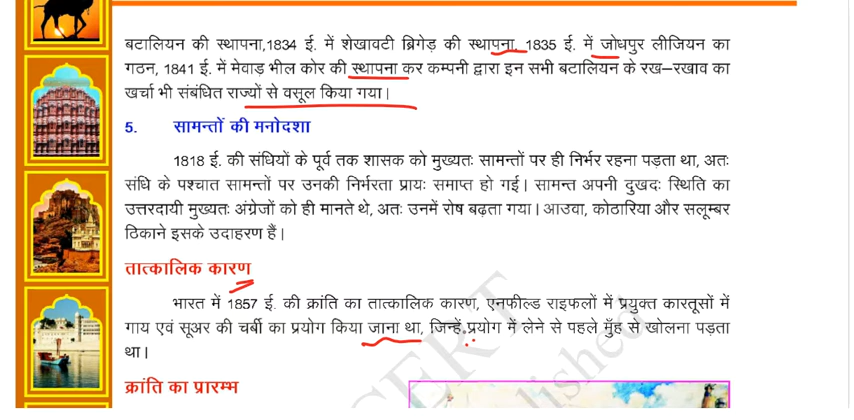 बटालियन की स्थापना,1834 ई. में शेखावटी ब्रिगेड़ की स्थापना, 1835 ई. में जोधपुर लीजियन का
गठन, 1841 ई. में मेवाड़ भील कोर की स्थापना कर कम्पनी द्वारा इन सभी बटालियन के रख–रखाव का
खर्चा भी संबंधित राज्यों से वसूल किया गया।
5. सामन्तों की मनोदशा
1818 ई. की संधियों के पूर्व तक शासक को मुख्यतः सामन्तों पर ही निर्भर रहना पड़ता था, अतः
संधि के पश्चात सामन्तों पर उनकी निर्भरता प्रायः समाप्त हो गई। सामन्त अपनी दुखदः स्थिति का
उत्तरदायी मुख्यतः अंग्रेजों को ही मानते थे, अतः उनमें रोष बढ़ता गया। आउवा, कोठारिया और सलूम्बर
ठिकाने इसके उदाहरण हैं।
तात्कालिक कारण
भारत में 1857 ई. की क्रांति का तात्कालिक कारण, एनफील्ड राइफलों में प्रयुक्त कारतूसों में
गाय एवं सूअर की चर्बी का प्रयोग किया जाना था, जिन्हें प्रयोग में लेने से पहले मुँह से खोलना पड़ता
था।
क्रांति का प्रारम्भ